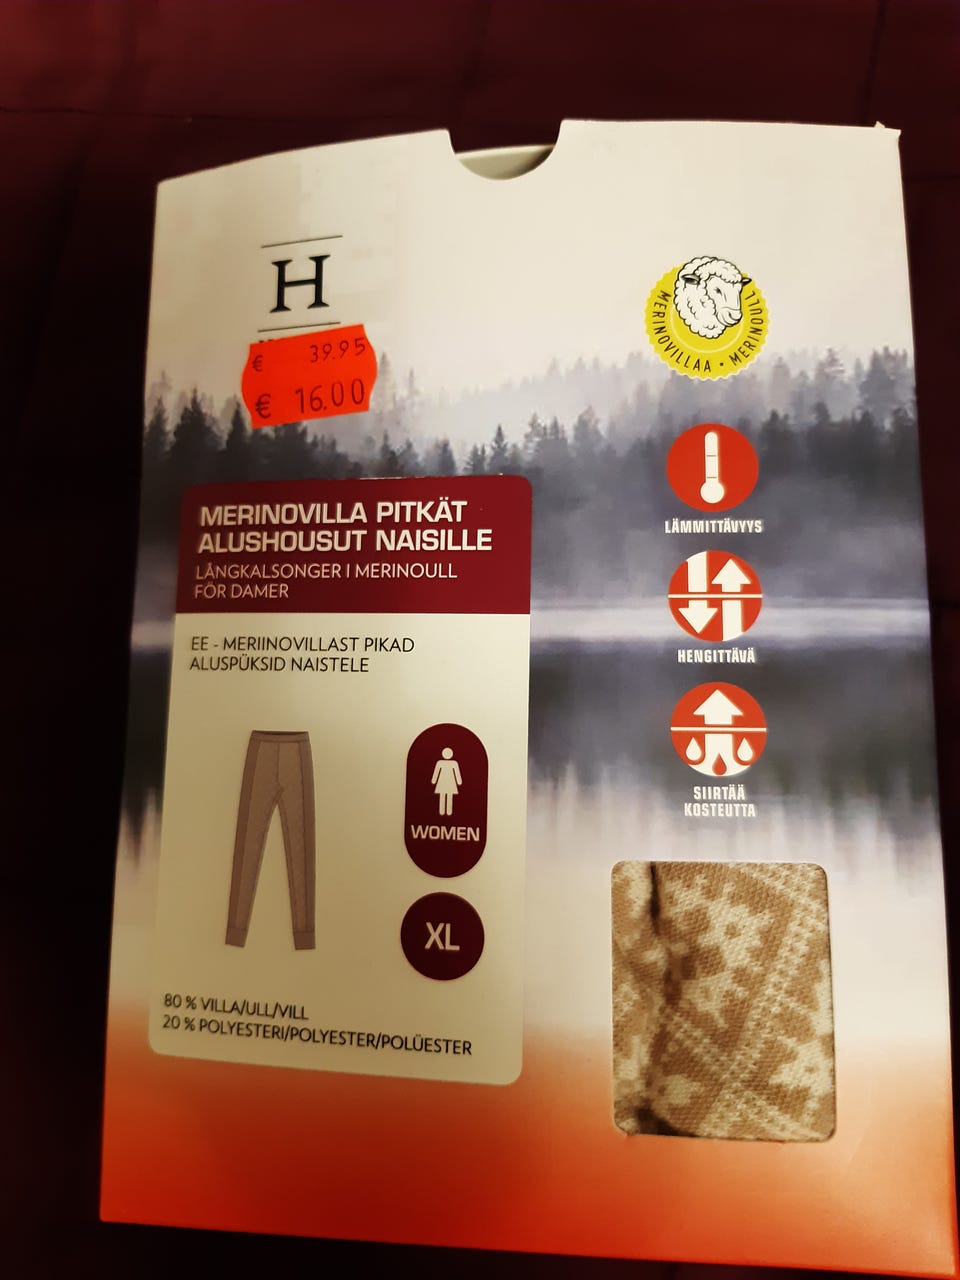 H
€ 39.95
€ 16.00
MERINOVILLAA • MERINOULL
LÄMMITTÄVYYS
HENGITTÄVÄ
SIIRTÄÄ
KOSTEUTTA
MERINOVILLA PITKÄT
ALUSHOUSUT NAISILLE
LÅNGKALSONGER I MERINOULL
FÖR DAMER
EE - MERIINOVILLAST PIKAD
ALUSPÜKSID NAISTELE
WOMEN
XL
80 % VILLA/ULL/VILL
20 % POLYESTERI/POLYESTER/POLÜESTER